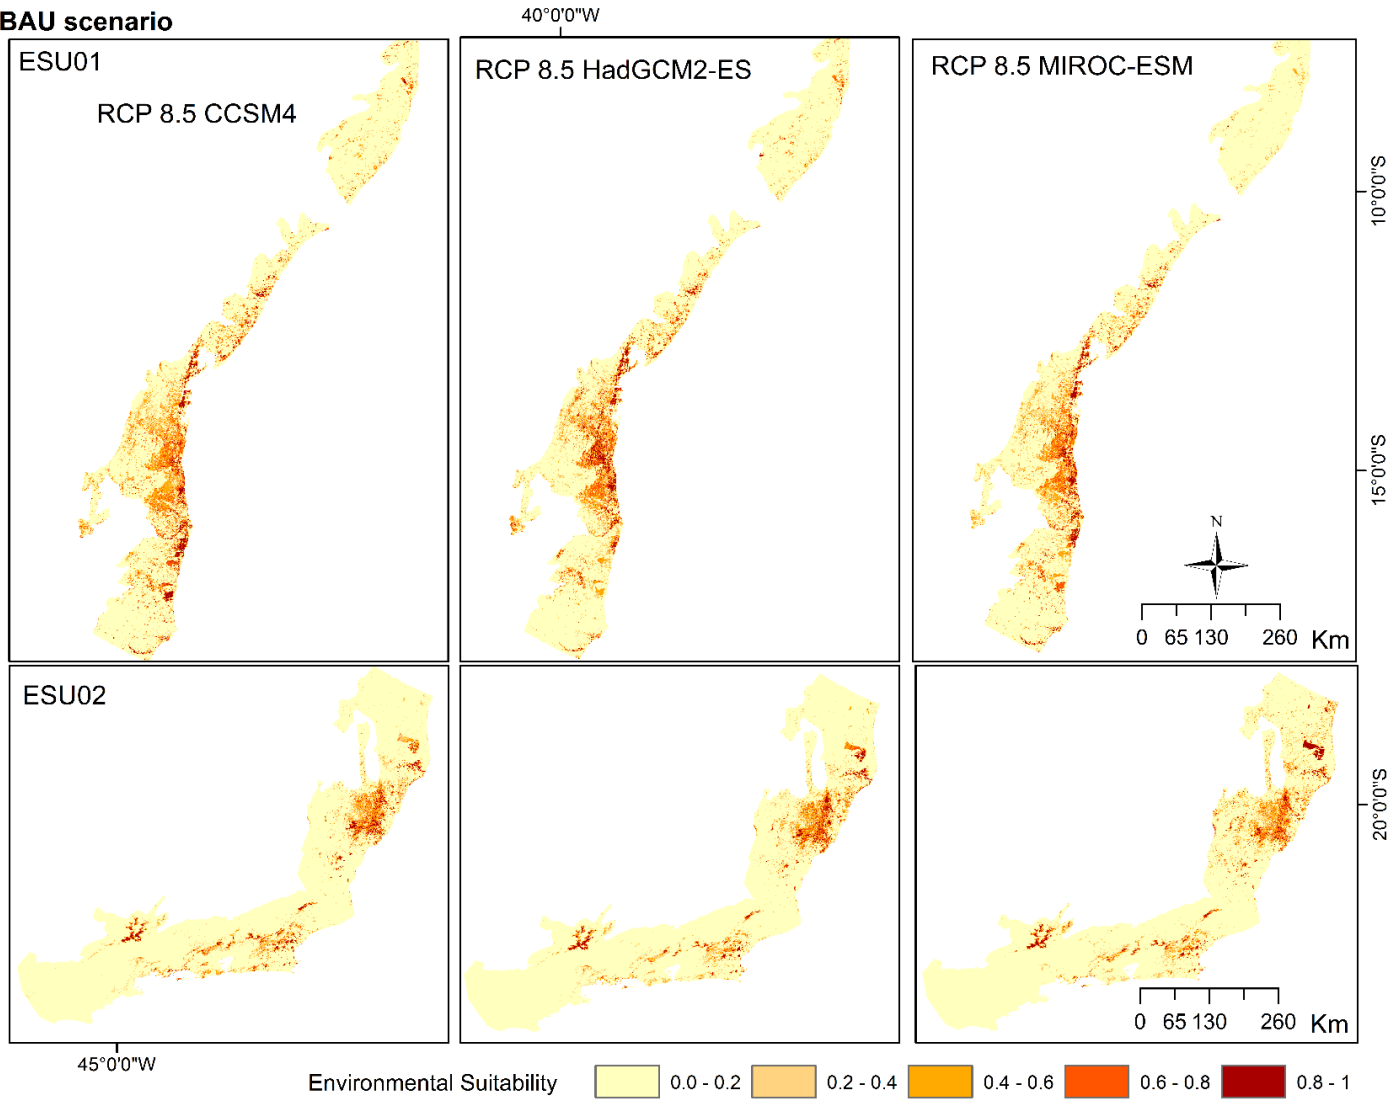 BAU scenario
40°0'0"W
ESU01
RCP 8.5 CCSM4
RCP 8.5 HadGCM2-ES
RCP 8.5 MIROC-ESM
10°0'0"S
15°0'0"S
N
0 65 130 260 Km
ESU02
20°0'0"S
0 65 130 260 Km
45°0'0"W
Environmental Suitability 0.0 - 0.2 0.2 - 0.4 0.4 - 0.6 0.6 - 0.8 0.8 - 1